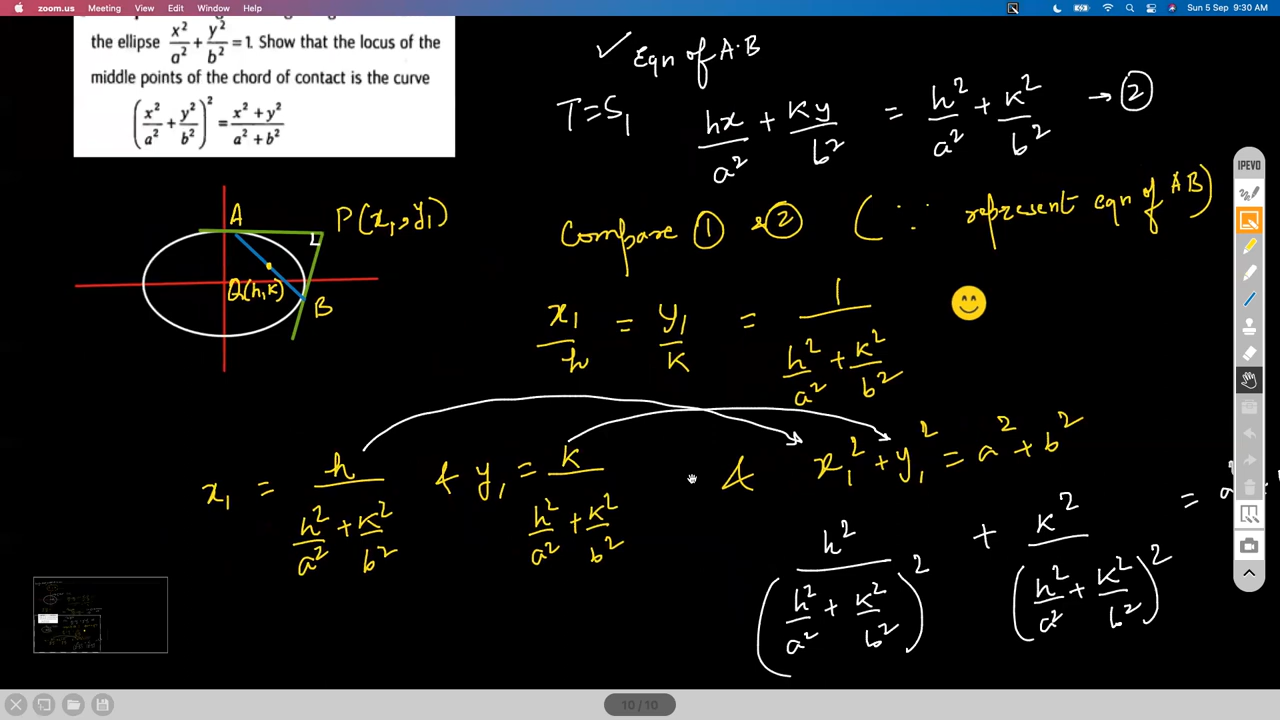 zoom.us Meeting View Edit Window Help Sun 5 Sep 9:30 AM
the ellipse x²/a² + y²/b² = 1. Show that the locus of the
middle points of the chord of contact is the curve
(x²/a² + y²/b²)² = (x² + y²)/(a² + b²)
✓ Eqn of A·B
T=S₁ hx/a² + ky/b² = h²/a² + k²/b² → ②
Compare ① & ② (∵ represent eqn of AB)
A P(x₁,y₁)
Q(h,k) B
x₁/h = y₁/k = 1/(h²/a² + k²/b²)
x₁ = h/(h²/a² + k²/b²) & y₁ = k/(h²/a² + k²/b²) & x₁² + y₁² = a² + b²
h²/(h²/a² + k²/b²)² + k²/(h²/a² + k²/b²)² = a²
IPEVO
10 / 10